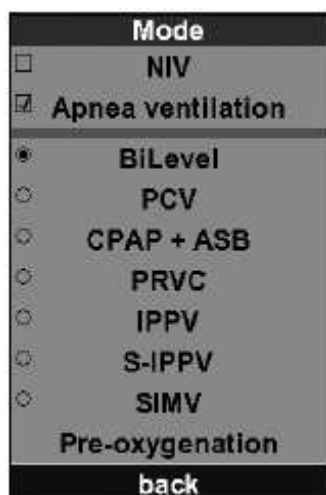 Mode
NIV
Apnea ventilation
BiLevel
PCV
CPAP + ASB
PRVC
IPPV
S-IPPV
SIMV
Pre-oxygenation
back